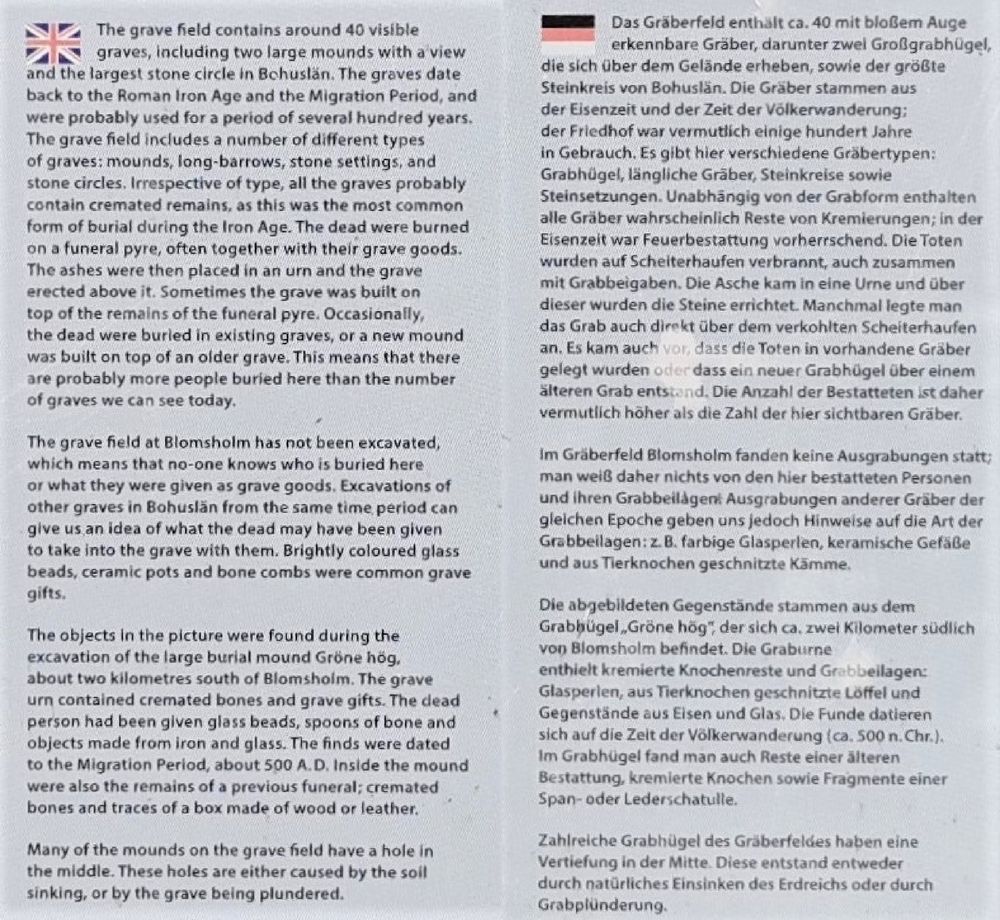 The grave field contains around 40 visible
graves, including two large mounds with a view
and the largest stone circle in Bohuslän. The graves date
back to the Roman Iron Age and the Migration Period, and
were probably used for a period of several hundred years.
The grave field includes a number of different types
of graves: mounds, long-barrows, stone settings, and
stone circles. Irrespective of type, all the graves probably
contain cremated remains, as this was the most common
form of burial during the Iron Age. The dead were burned
on a funeral pyre, often together with their grave goods.
The ashes were then placed in an urn and the grave
erected above it. Sometimes the grave was built on
top of the remains of the funeral pyre. Occasionally,
the dead were buried in existing graves, or a new mound
was built on top of an older grave. This means that there
are probably more people buried here than the number
of graves we can see today.

The grave field at Blomsholm has not been excavated,
which means that no-one knows who is buried here
or what they were given as grave goods. Excavations of
other graves in Bohuslän from the same time period can
give us an idea of what the dead may have been given
to take into the grave with them. Brightly coloured glass
beads, ceramic pots and bone combs were common grave
gifts.

The objects in the picture were found during the
excavation of the large burial mound Gröne hög,
about two kilometres south of Blomsholm. The grave
urn contained cremated bones and grave gifts. The dead
person had been given glass beads, spoons of bone and
objects made from iron and glass. The finds were dated
to the Migration Period, about 500 A.D. Inside the mound
were also the remains of a previous funeral; cremated
bones and traces of a box made of wood or leather.

Many of the mounds on the grave field have a hole in
the middle. These holes are either caused by the soil
sinking, or by the grave being plundered.

Das Gräberfeld enthält ca. 40 mit bloßem Auge
erkennbare Gräber, darunter zwei Großgrabhügel,
die sich über dem Gelände erheben, sowie der größte
Steinkreis von Bohuslän. Die Gräber stammen aus
der Eisenzeit und der Zeit der Völkerwanderung;
der Friedhof war vermutlich einige hundert Jahre
in Gebrauch. Es gibt hier verschiedene Gräbertypen:
Grabhügel, längliche Gräber, Steinkreise sowie
Steinsetzungen. Unabhängig von der Grabform enthalten
alle Gräber wahrscheinlich Reste von Kremierungen; in der
Eisenzeit war Feuerbestattung vorherrschend. Die Toten
wurden auf Scheiterhaufen verbrannt, auch zusammen
mit Grabbeigaben. Die Asche kam in eine Urne und über
dieser wurden die Steine errichtet. Manchmal legte man
das Grab auch direkt über dem verkohlten Scheiterhaufen
an. Es kam auch vor, dass die Toten in vorhandene Gräber
gelegt wurden oder dass ein neuer Grabhügel über einem
älteren Grab entstand. Die Anzahl der Bestatteten ist daher
vermutlich höher als die Zahl der hier sichtbaren Gräber.

Im Gräberfeld Blomsholm fanden keine Ausgrabungen statt;
man weiß daher nichts von den hier bestatteten Personen
und ihren Grabbeilagen. Ausgrabungen anderer Gräber der
gleichen Epoche geben uns jedoch Hinweise auf die Art der
Grabbeilagen: z. B. farbige Glasperlen, keramische Gefäße
und aus Tierknochen geschnitzte Kämme.

Die abgebildeten Gegenstände stammen aus dem
Grabhügel „Gröne hög", der sich ca. zwei Kilometer südlich
von Blomsholm befindet. Die Graburne
enthielt kremierte Knochenreste und Grabbeilagen:
Glasperlen, aus Tierknochen geschnitzte Löffel und
Gegenstände aus Eisen und Glas. Die Funde datieren
sich auf die Zeit der Völkerwanderung (ca. 500 n. Chr.).
Im Grabhügel fand man auch Reste einer älteren
Bestattung, kremierte Knochen sowie Fragmente einer
Span- oder Lederschatulle.

Zahlreiche Grabhügel des Gräberfeldes haben eine
Vertiefung in der Mitte. Diese entstand entweder
durch natürliches Einsinken des Erdreichs oder durch
Grabplünderung.